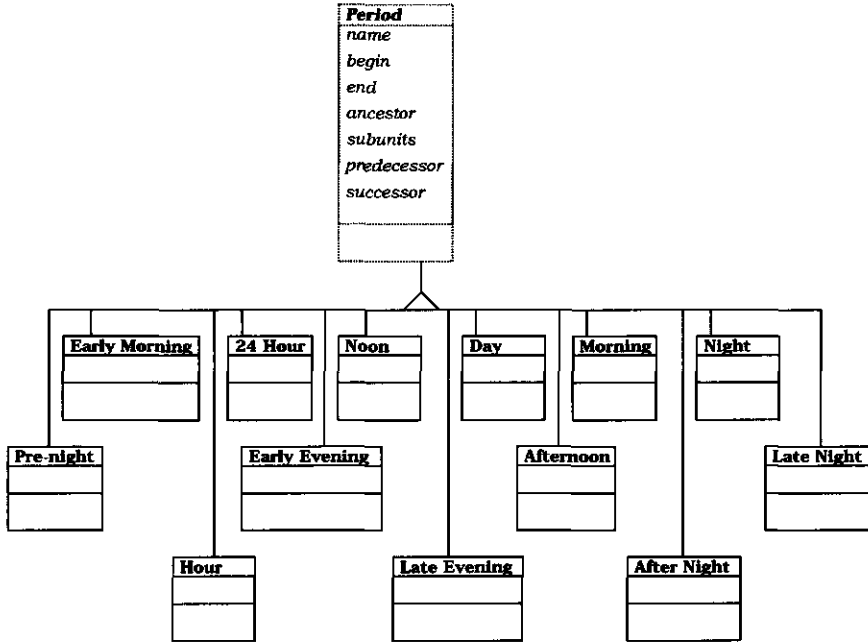 Period
name
begin
end
ancestor
subunits
predecessor
successor
Early Morning
24 Hour
Noon
Day
Morning
Night
Pre-night
Early Evening
Afternoon
Late Night
Hour
Late Evening
After Night